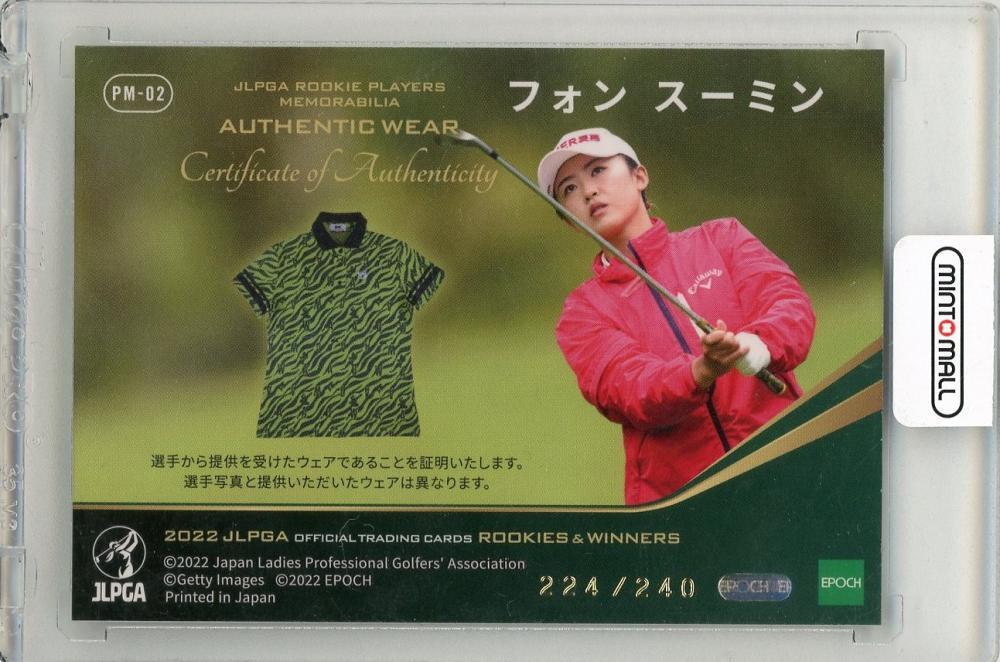 PM-02
JLPGA ROOKIE PLAYERS
MEMORABILIA
AUTHENTIC WEAR
Certificate of Authenticity
フォン スーミン
Callaway
選手から提供を受けたウェアであることを証明いたします。
選手写真と提供いただいたウェアは異なります。
MINT MALL
JLPGA
2022 JLPGA OFFICIAL TRADING CARDS ROOKIES & WINNERS
©2022 Japan Ladies Professional Golfers' Association
©Getty Images ©2022 EPOCH
Printed in Japan
224/240
EPOCH
EPOCH